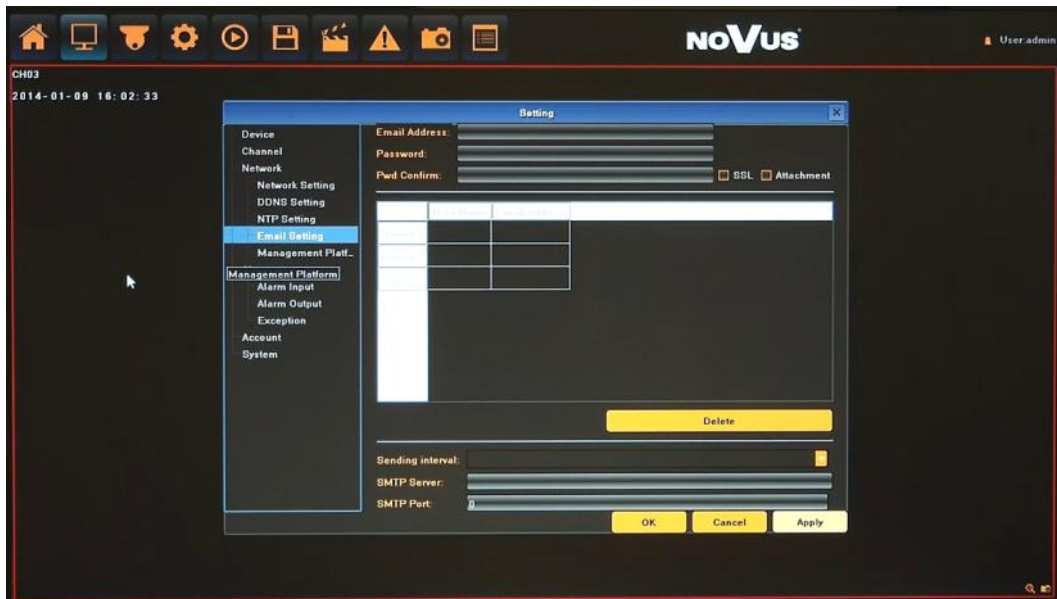 NOVUS
User:admin
CH03
2014-01-09 16:02:33
Setting
Device
Channel
Network
Network Setting
DDNS Setting
NTP Setting
Email Setting
Management Platf_
Management Platform
Alarm Input
Alarm Output
Exception
Account
System
Email Address:
Password:
Pwd Confirm:
SSL
Attachment
Delete
Sending interval:
SMTP Server:
SMTP Port:
0
OK
Cancel
Apply